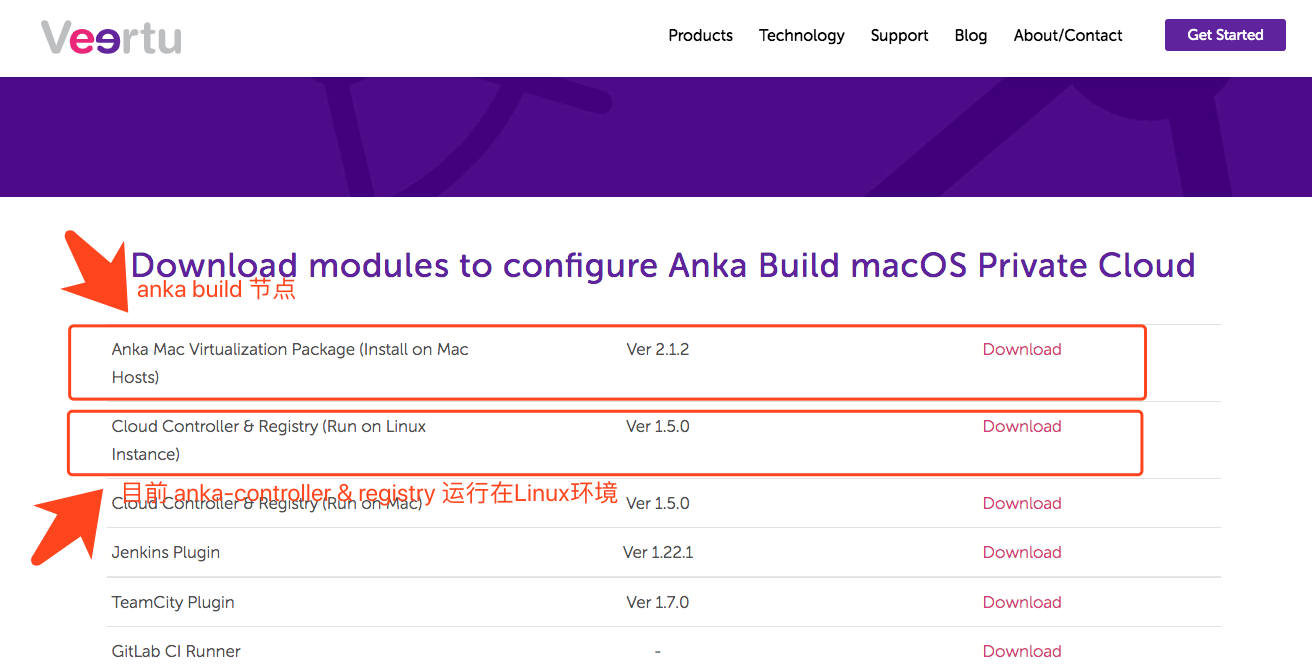 Veertu
Products Technology Support Blog About/Contact Get Started
Download modules to configure Anka Build macOS Private Cloud
anka build 节点
Anka Mac Virtualization Package (Install on Mac Ver 2.1.2 Download
Hosts)
Cloud Controller & Registry (Run on Linux Ver 1.5.0 Download
Instance)
目前 anka-controller & registry 运行在Linux环境
Cloud Controller & Registry (Run on Mac) Ver 1.5.0 Download
Jenkins Plugin Ver 1.22.1 Download
TeamCity Plugin Ver 1.7.0 Download
GitLab CI Runner - Download